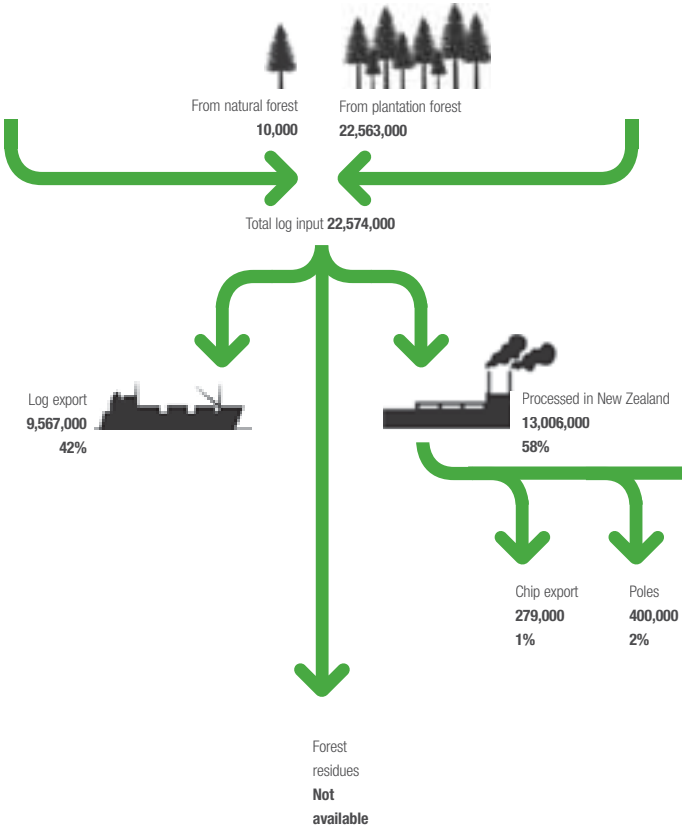 From natural forest
10,000
From plantation forest
22,563,000
Total log input 22,574,000
Log export
9,567,000
42%
Processed in New Zealand
13,006,000
58%
Chip export
279,000
1%
Poles
400,000
2%
Forest
residues
Not
available